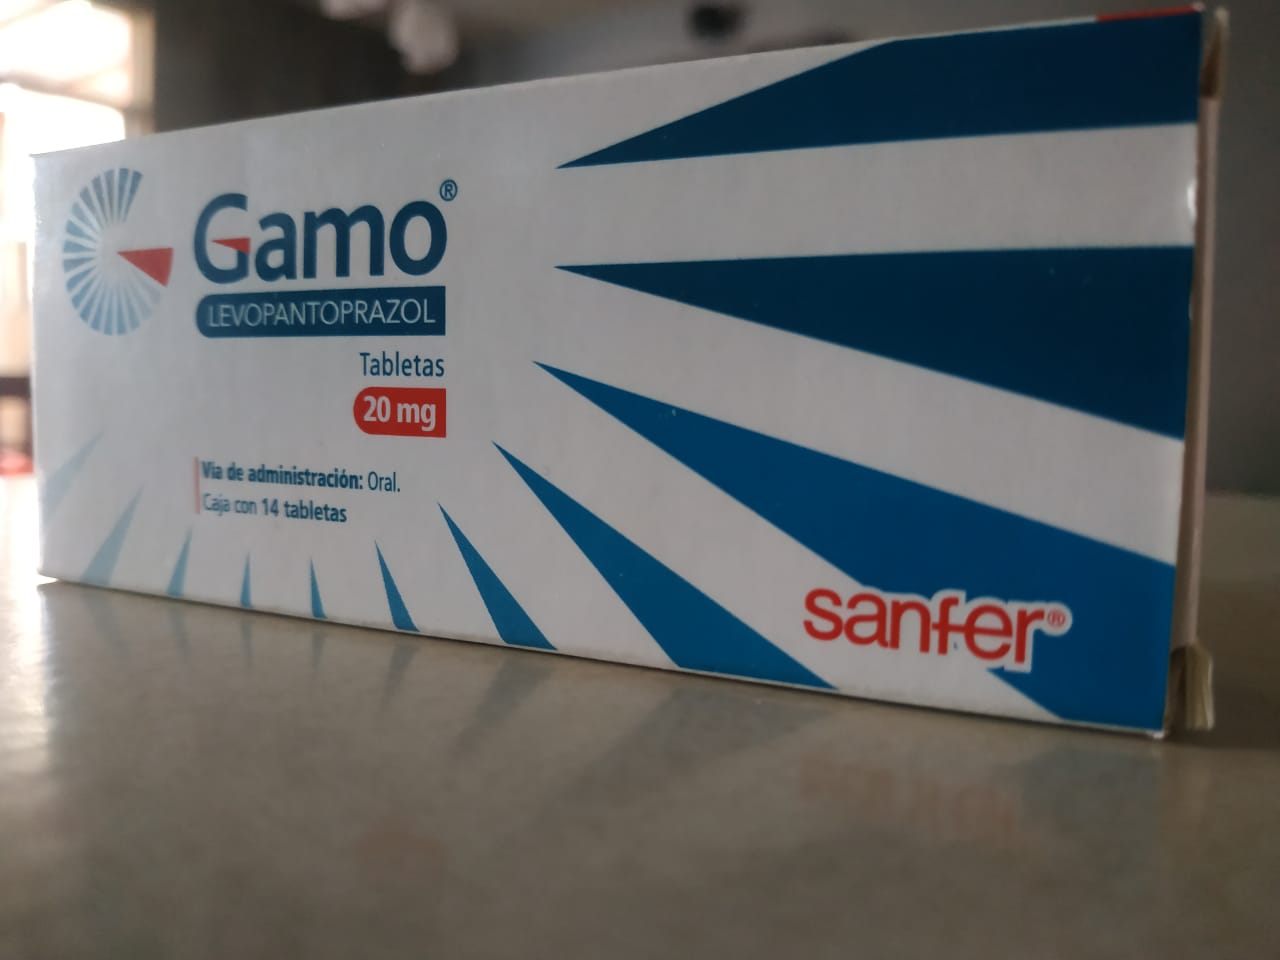 Gamo®
LEVOPANTOPRAZOL
Tabletas
20 mg
Vía de administración: Oral.
Caja con 14 tabletas
sanfer®